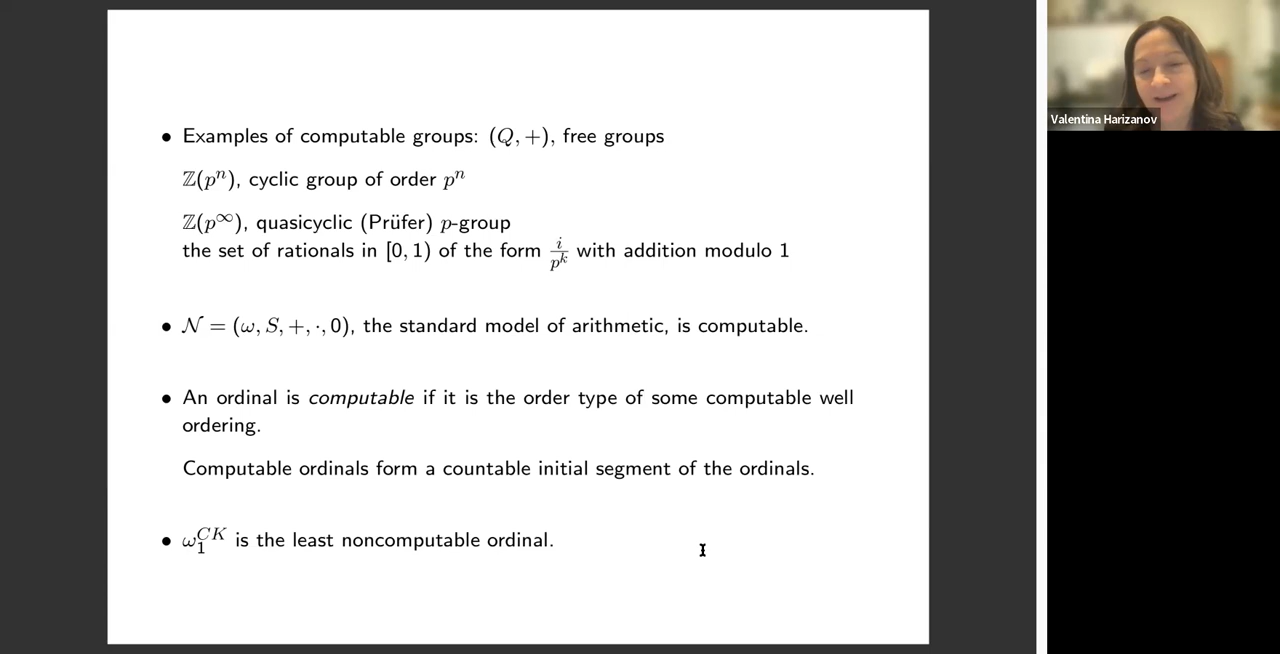 • Examples of computable groups: (Q, +), free groups
ℤ(pⁿ), cyclic group of order pⁿ
ℤ(p^∞), quasicyclic (Prüfer) p-group
the set of rationals in [0, 1) of the form i/p^k with addition modulo 1
• 𝒩 = (ω, S, +, ·, 0), the standard model of arithmetic, is computable.
• An ordinal is computable if it is the order type of some computable well
ordering.
Computable ordinals form a countable initial segment of the ordinals.
• ω₁^CK is the least noncomputable ordinal.
Valentina Harizanov